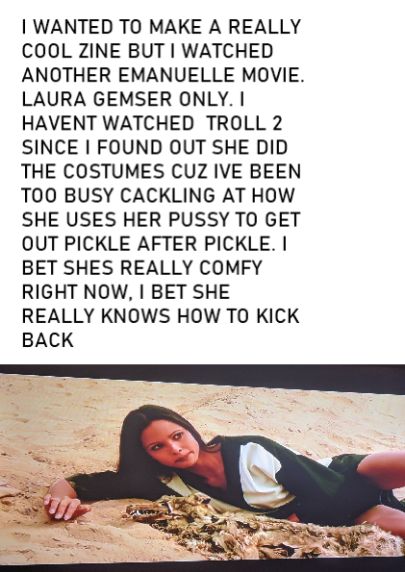 I WANTED TO MAKE A REALLY
COOL ZINE BUT I WATCHED
ANOTHER EMANUELLE MOVIE.
LAURA GEMSER ONLY. I
HAVENT WATCHED  TROLL 2
SINCE I FOUND OUT SHE DID
THE COSTUMES CUZ IVE BEEN
TOO BUSY CACKLING AT HOW
SHE USES HER PUSSY TO GET
OUT PICKLE AFTER PICKLE. I
BET SHES REALLY COMFY
RIGHT NOW, I BET SHE
REALLY KNOWS HOW TO KICK
BACK